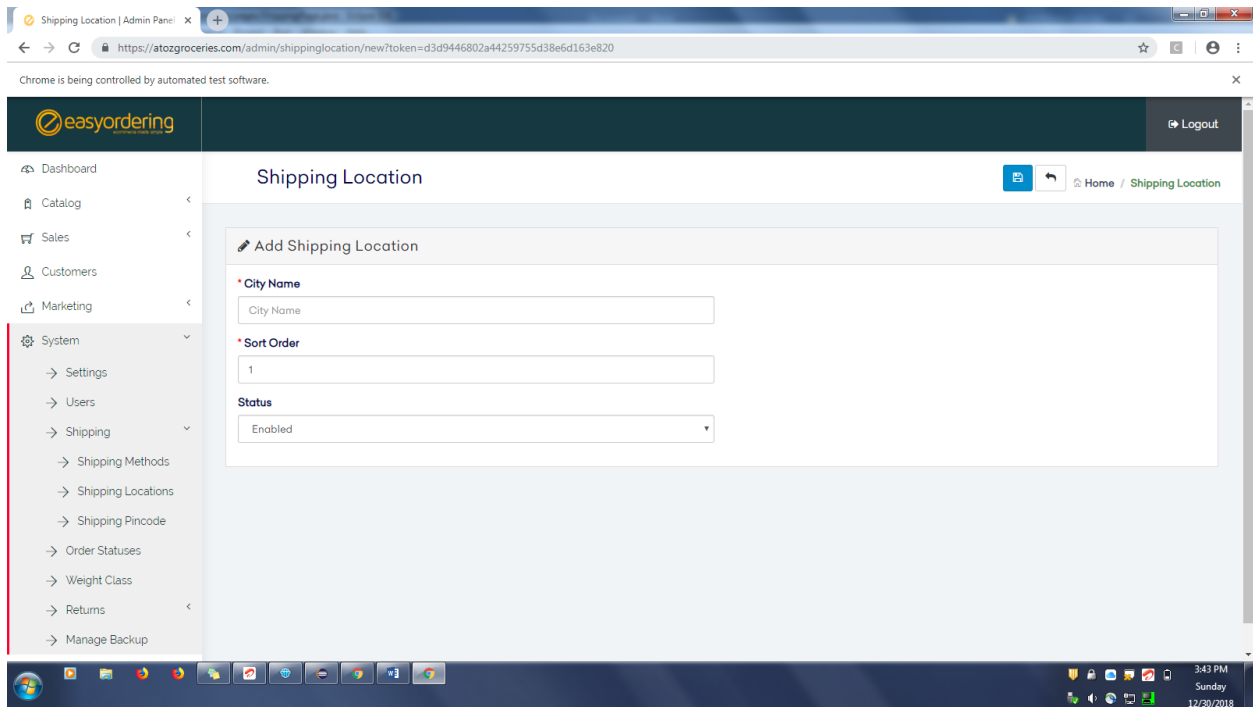 Shipping Location | Admin Panel
https://atozgroceries.com/admin/shippinglocation/new?token=d3d9446802a44259755d38e6d163e820
Chrome is being controlled by automated test software.
easyordering
Logout
Dashboard
Catalog
Sales
Customers
Marketing
System
Settings
Users
Shipping
Shipping Methods
Shipping Locations
Shipping Pincode
Order Statuses
Weight Class
Returns
Manage Backup
Shipping Location
Home / Shipping Location
Add Shipping Location
* City Name
City Name
* Sort Order
1
Status
Enabled
3:43 PM
Sunday
12/30/2018